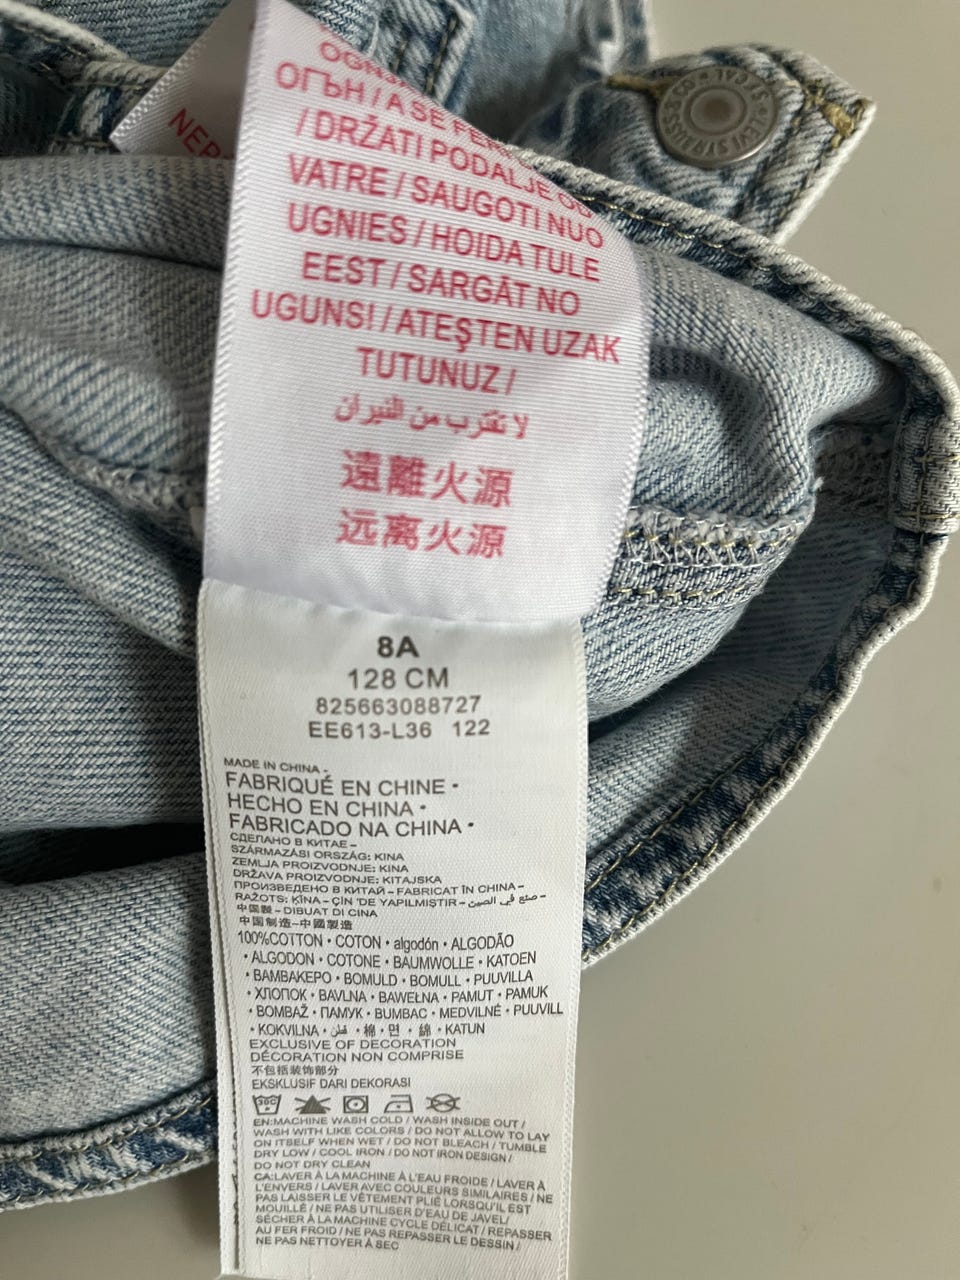 NEPR
ОГЪН / A SE FERI
/ DRŽATI PODALJE OD
VATRE / SAUGOTI NUO
UGNIES / HOIDA TULE
EEST / SARGĀT NO
UGUNSI / ATEŞTEN UZAK
TUTUNUZ /
لا تقترب من النيران
遠離火源
远离火源
LEVI STRAUSS & CO S.F. CAL
8A
128 CM
825663088727
EE613-L36 122
MADE IN CHINA -
FABRIQUÉ EN CHINE •
HECHO EN CHINA •
FABRICADO NA CHINA •
СДЕЛАНО В КИТАЕ –
SZÁRMAZÁSI ORSZÁG: KINA
ZEMLJA PROIZVODNJE: KINA
DRŽAVA PROIZVODNJE: KITAJSKA
ПРОИЗВЕДЕНО В КИТАЙ – FABRICAT ÎN CHINA –
RAŽOTS: ĶĪNA – ÇİN 'DE YAPILMIŞTIR – صنع في الصين –
中国製 – DIBUAT DI CINA
中国制造–中國製造
100%COTTON • COTON • algodón • ALGODÃO
• ALGODON • COTONE • BAUMWOLLE • KATOEN
• ΒΑΜΒΑΚΕΡΟ • BOMULD • BOMULL • PUUVILLA
• ХЛОПОК • BAVLNA • BAWEŁNA • PAMUT • PAMUK
• BOMBAŽ • ПАМУК • BUMBAC • MEDVILNĖ • PUUVILL
• KOKVILNA • قطن • 棉 • 면 • 綿 • KATUN
EXCLUSIVE OF DECORATION
DÉCORATION NON COMPRISE
不包括装饰部分
EKSKLUSIF DARI DEKORASI
30C
EN:MACHINE WASH COLD / WASH INSIDE OUT /
WASH WITH LIKE COLORS / DO NOT ALLOW TO LAY
ON ITSELF WHEN WET / DO NOT BLEACH / TUMBLE
DRY LOW / COOL IRON / DO NOT IRON DESIGN /
DO NOT DRY CLEAN
CA:LAVER À LA MACHINE À L'EAU FROIDE / LAVER À
L'ENVERS / LAVER AVEC COULEURS SIMILAIRES / NE
PAS LAISSER LE VÊTEMENT PLIÉ LORSQU'IL EST
MOUILLÉ / NE PAS UTILISER D'EAU DE JAVEL/
SÉCHER À LA MACHINE CYCLE DÉLICAT / REPASSER
AU FER FROID / NE PAS REPASSER LE DESSIN /
NE PAS NETTOYER À SEC